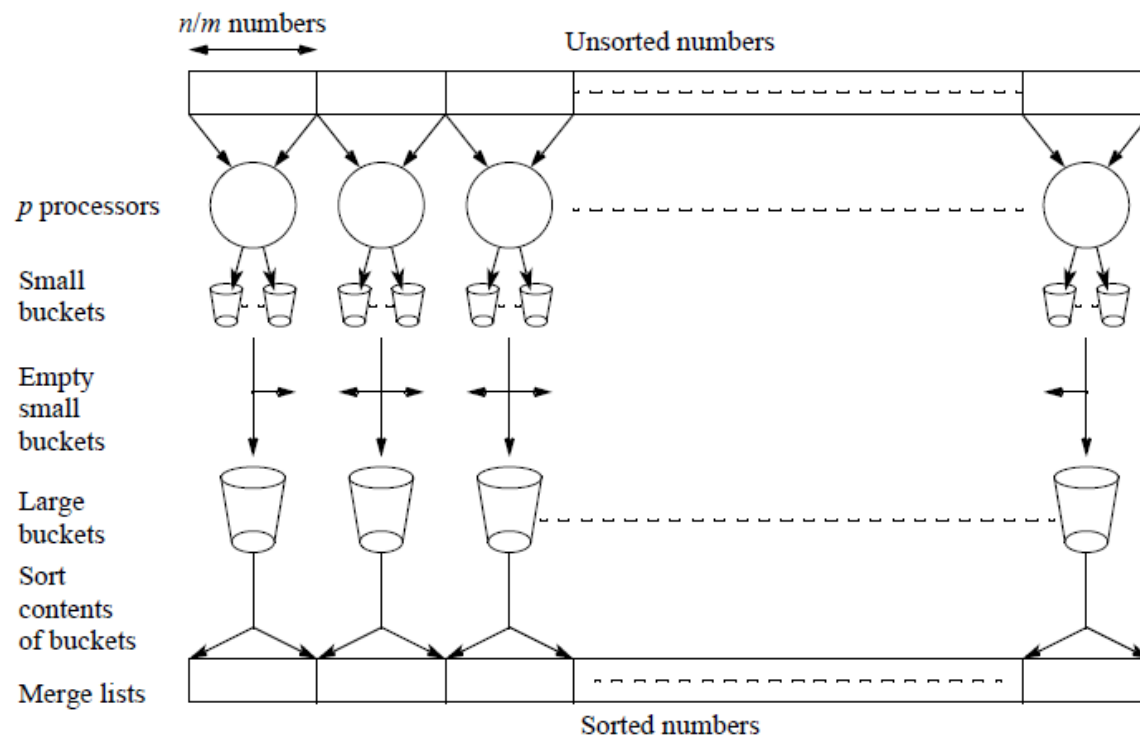 n/m numbers
Unsorted numbers
p processors
Small
buckets
Empty
small
buckets
Large
buckets
Sort
contents
of buckets
Merge lists
Sorted numbers